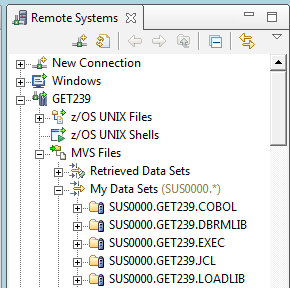 Remote Systems
New Connection
Windows
GET239
z/OS UNIX Files
z/OS UNIX Shells
MVS Files
Retrieved Data Sets
My Data Sets (SUS0000.*)
SUS0000.GET239.COBOL
SUS0000.GET239.DBRMLIB
SUS0000.GET239.EXEC
SUS0000.GET239.JCL
SUS0000.GET239.LOADLIB